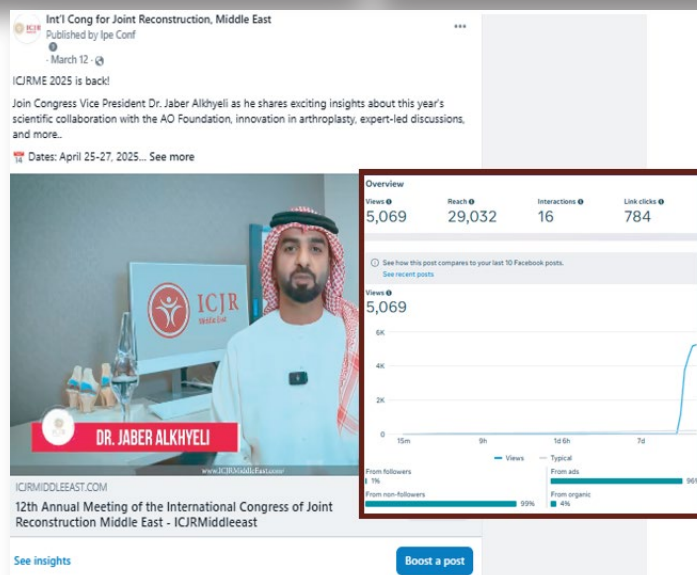 Int'l Cong for Joint Reconstruction, Middle East
Published by Ipe Conf
· March 12 ·
ICJRME 2025 is back!
Join Congress Vice President Dr. Jaber Alkhyeli as he shares exciting insights about this year's
scientific collaboration with the AO Foundation, innovation in arthroplasty, expert-led discussions,
and more..
Dates: April 25-27, 2025... See more
ICJR
Middle East
DR. JABER ALKHYELI
www.ICJRMiddleEast.com/
ICJRMIDDLEEAST.COM
12th Annual Meeting of the International Congress of Joint
Reconstruction Middle East - ICJRMiddleeast
See insights
Boost a post
Overview
Views Reach Interactions Link clicks
5,069 29,032 16 784
See how this post compares to your last 10 Facebook posts.
See recent posts
Views
5,069
6K
4K
2K
0
15m 9h 1d 6h 7d
Views Typical
From followers
1%
From non-followers
99%
From ads
96%
From organic
4%